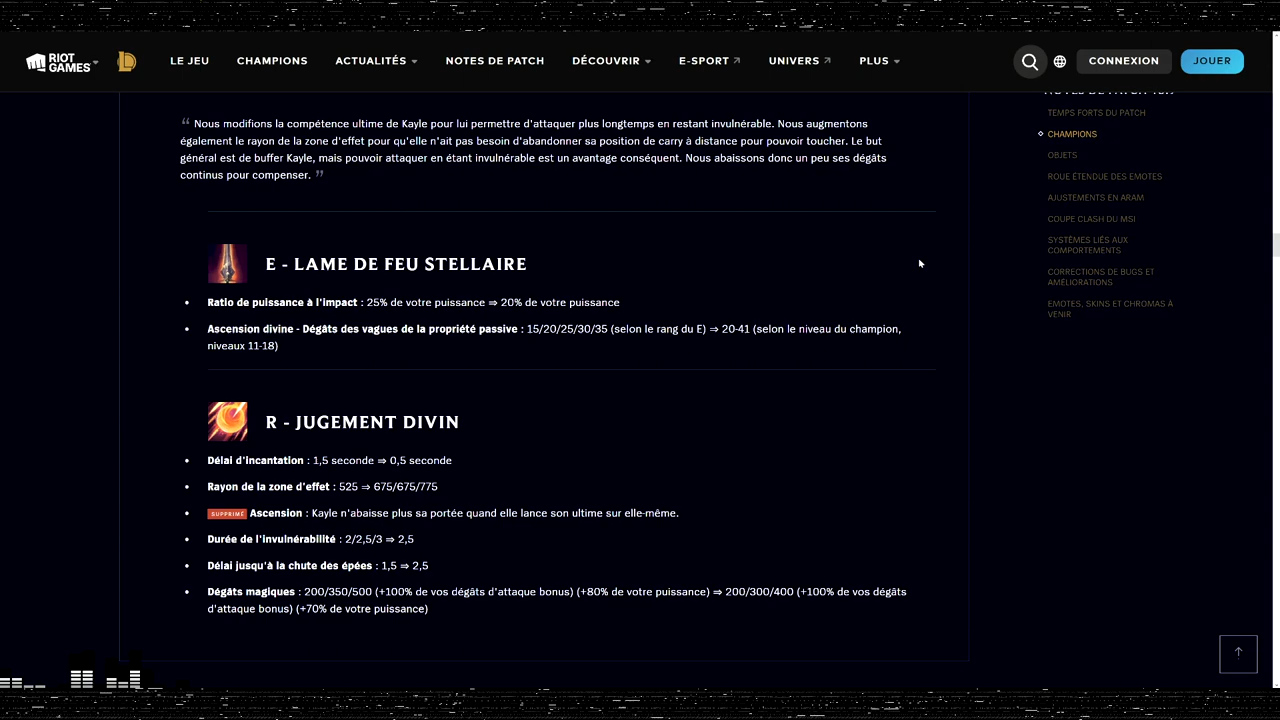 RIOT GAMES
LE JEU CHAMPIONS ACTUALITÉS NOTES DE PATCH DÉCOUVRIR E-SPORT UNIVERS PLUS
CONNEXION
JOUER
“ Nous modifions la compétence ultime de Kayle pour lui permettre d'attaquer plus longtemps en restant invulnérable. Nous augmentons
également le rayon de la zone d'effet pour qu'elle n'ait pas besoin d'abandonner sa position de carry à distance pour pouvoir toucher. Le but
général est de buffer Kayle, mais pouvoir attaquer en étant invulnérable est un avantage conséquent. Nous abaissons donc un peu ses dégâts
continus pour compenser. ”
E - LAME DE FEU STELLAIRE
• Ratio de puissance à l'impact : 25% de votre puissance ⇒ 20% de votre puissance
• Ascension divine - Dégâts des vagues de la propriété passive : 15/20/25/30/35 (selon le rang du E) ⇒ 20-41 (selon le niveau du champion,
niveaux 11-18)
R - JUGEMENT DIVIN
• Délai d'incantation : 1,5 seconde ⇒ 0,5 seconde
• Rayon de la zone d'effet : 525 ⇒ 675/675/775
• SUPPRIMÉ Ascension : Kayle n'abaisse plus sa portée quand elle lance son ultime sur elle-même.
• Durée de l'invulnérabilité : 2/2,5/3 ⇒ 2,5
• Délai jusqu'à la chute des épées : 1,5 ⇒ 2,5
• Dégâts magiques : 200/350/500 (+100% de vos dégâts d'attaque bonus) (+80% de votre puissance) ⇒ 200/300/400 (+100% de vos dégâts
d'attaque bonus) (+70% de votre puissance)
TEMPS FORTS DU PATCH
CHAMPIONS
OBJETS
ROUE ÉTENDUE DES EMOTES
AJUSTEMENTS EN ARAM
COUPE CLASH DU MSI
SYSTÈMES LIÉS AUX
COMPORTEMENTS
CORRECTIONS DE BUGS ET
AMÉLIORATIONS
EMOTES, SKINS ET CHROMAS À
VENIR